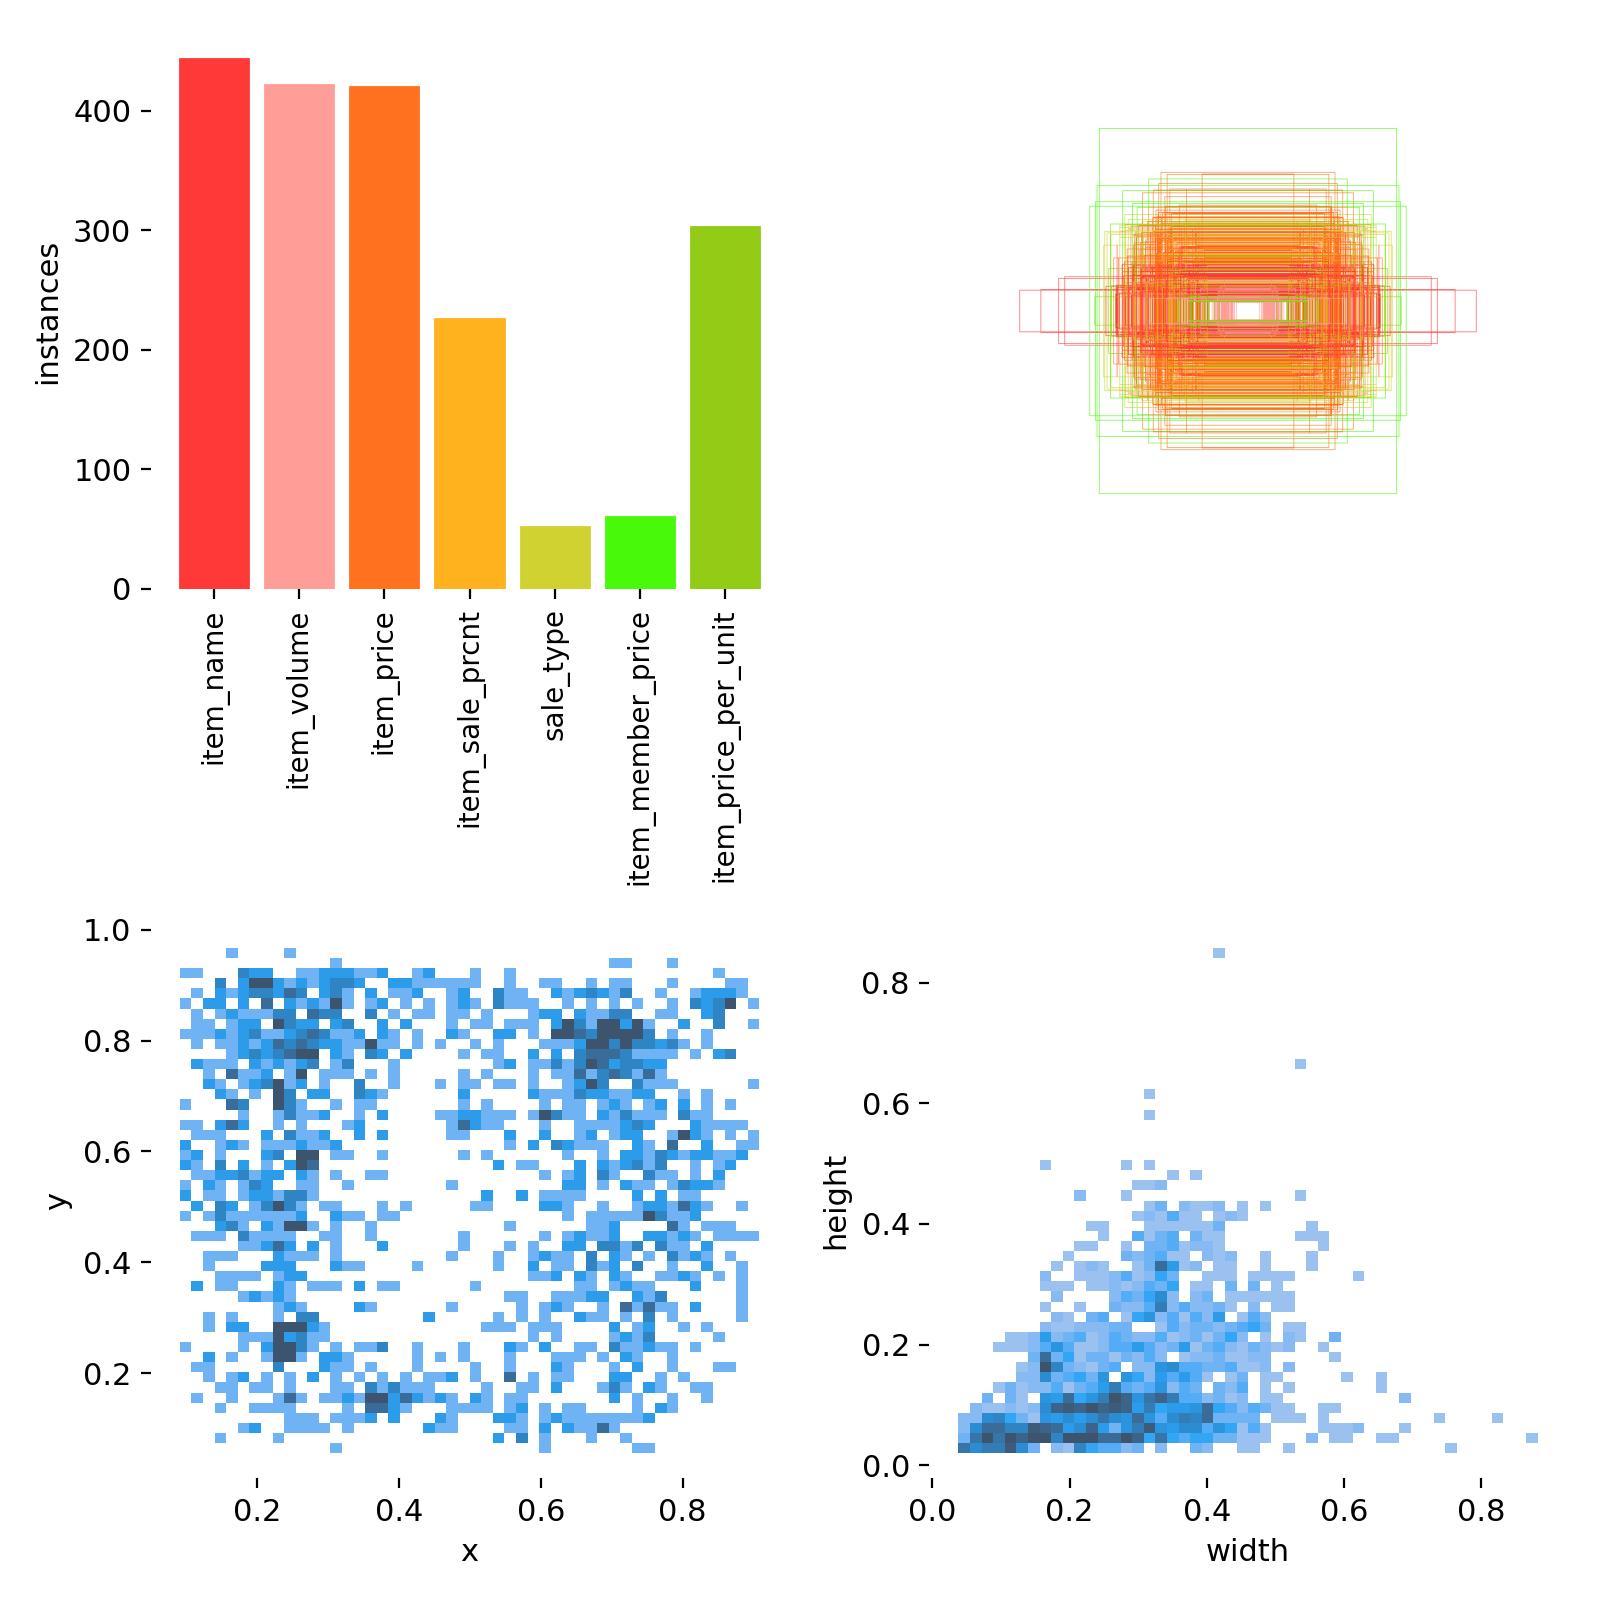 400
300
200
100
0
instances
item_name
item_volume
item_price
item_sale_prcnt
sale_type
item_member_price
item_price_per_unit
1.0
0.8
0.6
0.4
0.2
y
0.2
0.4
0.6
0.8
x
0.8
0.6
0.4
0.2
0.0
height
0.0
0.2
0.4
0.6
0.8
width